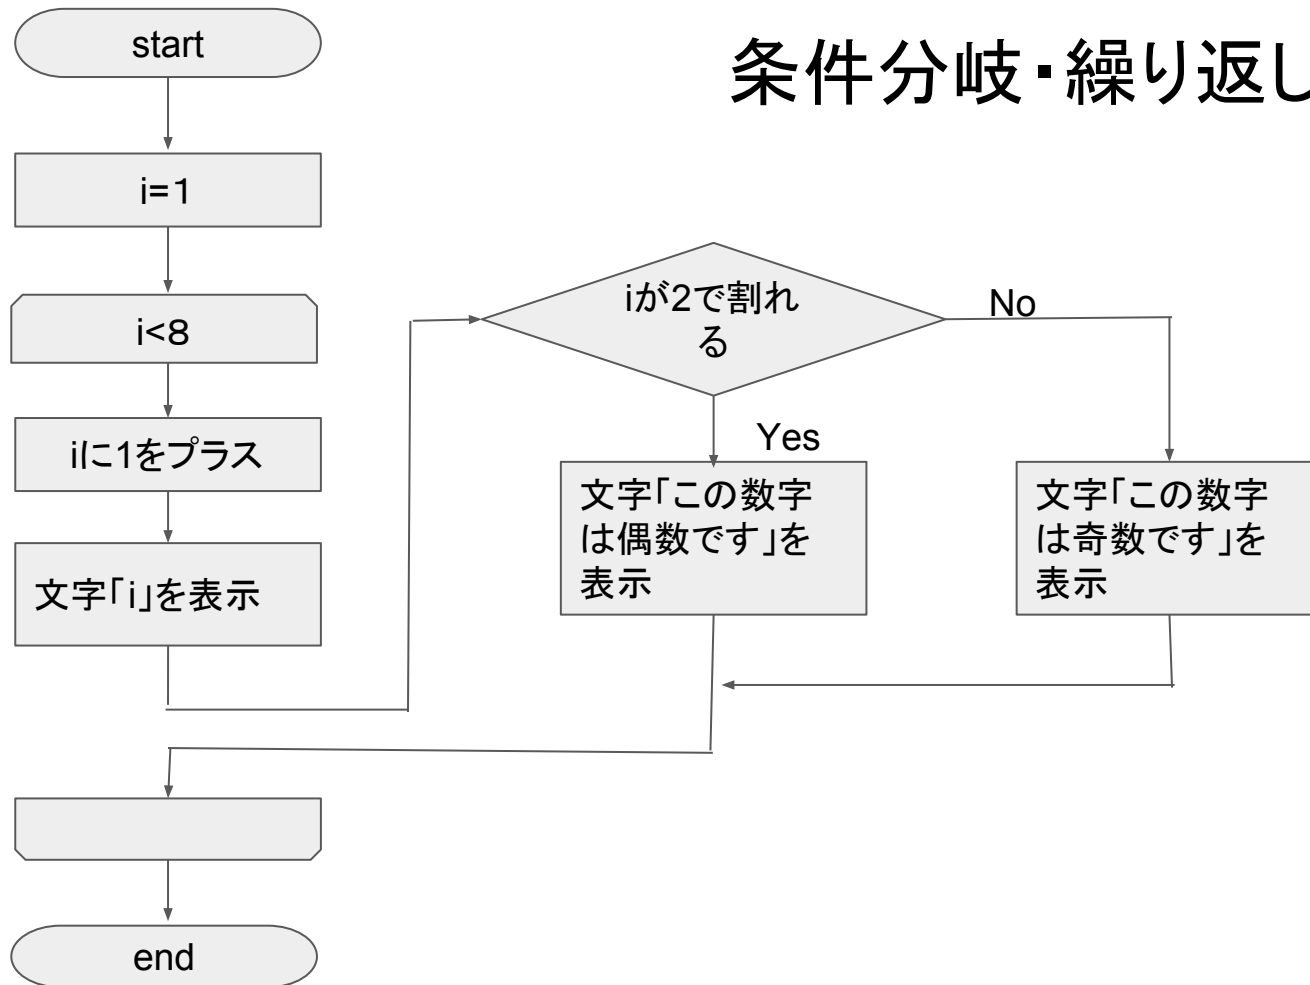 start
条件分岐・繰り返し
i=1
i<8
iに1をプラス
文字「i」を表示
iが2で割れ
る
No
Yes
文字「この数字
は偶数です」を
表示
文字「この数字
は奇数です」を
表示
end